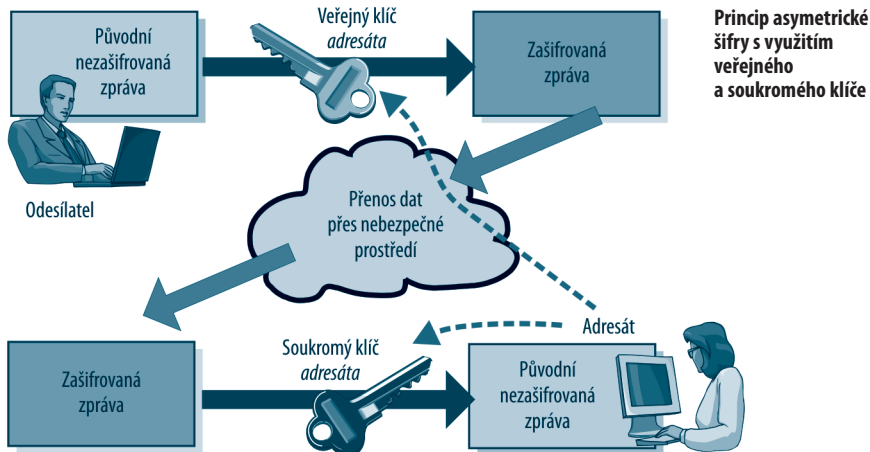 Původní
nezašifrovaná
zpráva
Veřejný klíč
adresáta
Zašifrovaná
zpráva
Princip asymetrické
šifry s využitím
veřejného
a soukromého klíče
Odesílatel
Přenos dat
přes nebezpečné
prostředí
Adresát
Zašifrovaná
zpráva
Soukromý klíč
adresáta
Původní
nezašifrovaná
zpráva